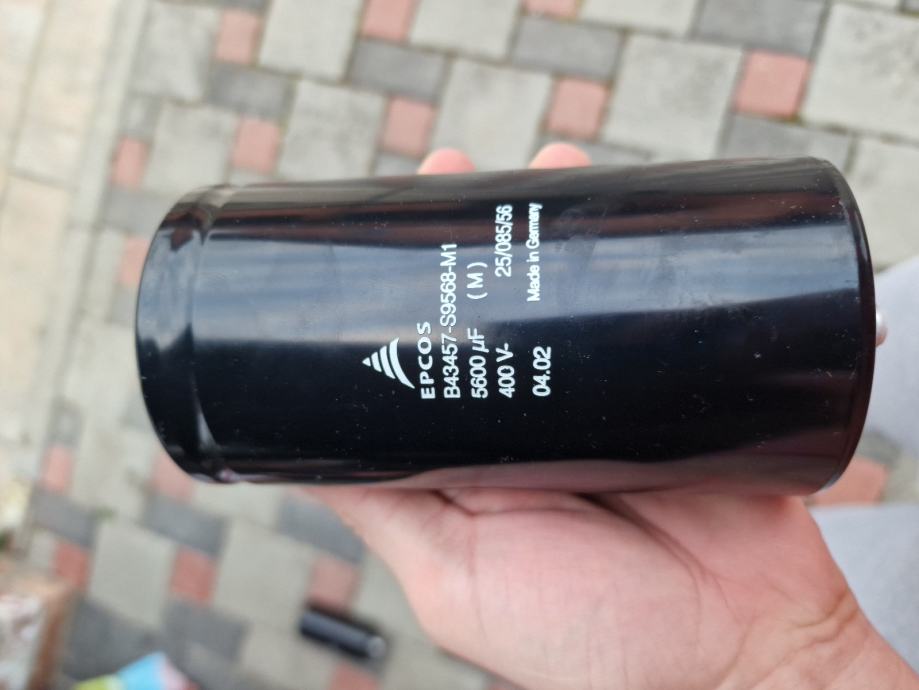 EPCOS
B43457-S9568-M1
5600 µF (M)
400 V- 25/085/56
04.02 Made in Germany